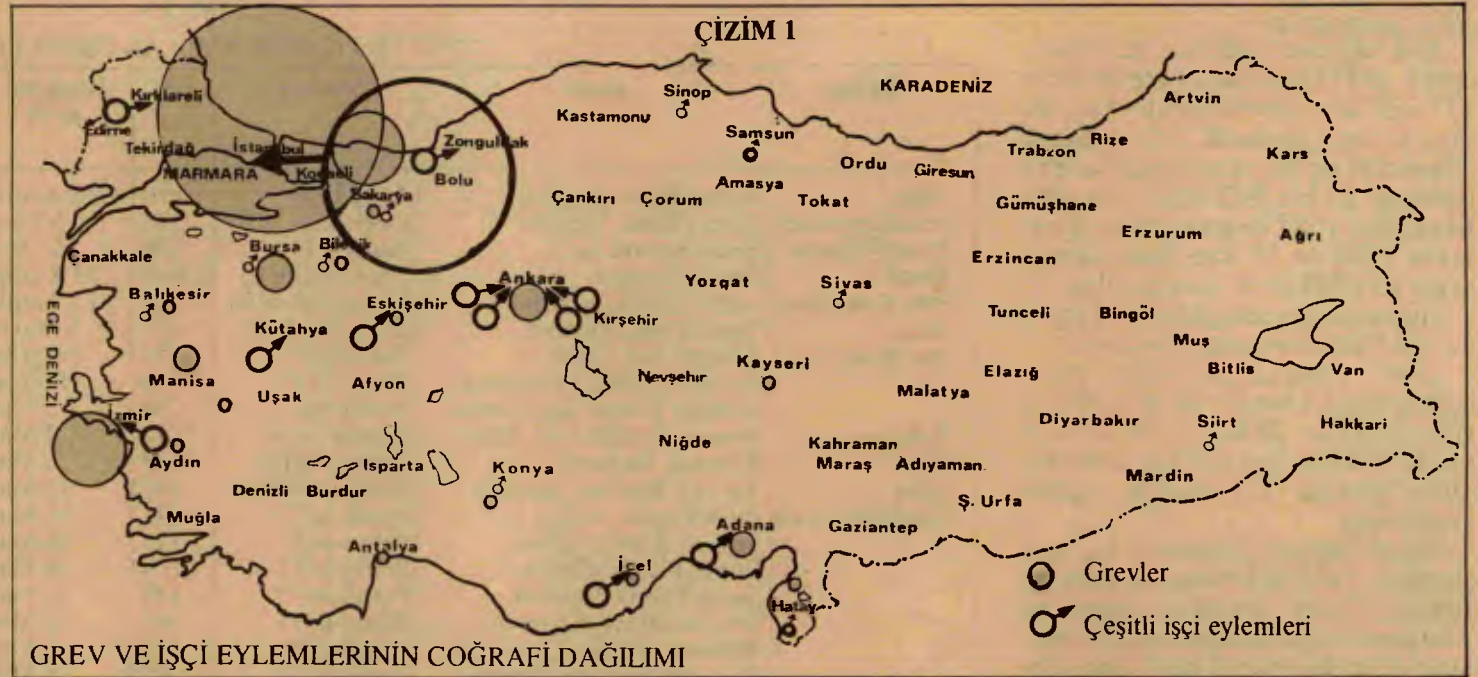 ÇİZİM 1
KARADENİZ
Sinop
Kastamonu
Artvin
Kırklareli
Edirne
Samsun
Rize
Trabzon
Zonguldak
Tekirdağ
İstanbul
Ordu
Giresun
Kars
MARMARA
Kocaeli
Bolu
Amasya
Sakarya
Çankırı
Çorum
Tokat
Gümüşhane
Erzurum
Ağrı
Çanakkale
Bursa
Bilecik
Erzincan
Ankara
Yozgat
Sivas
Balıkesir
Eskişehir
Tunceli
Bingöl
EGE DENİZİ
Kütahya
Kırşehir
Muş
Manisa
Uşak
Afyon
Nevşehir
Kayseri
Elazığ
Bitlis
Van
Malatya
İzmir
Diyarbakır
Siirt
Hakkari
Aydın
Niğde
Kahraman
Maraş
Adıyaman
Isparta
Konya
Mardin
Denizli
Burdur
Ş. Urfa
Muğla
Gaziantep
Adana
Antalya
İçel
Hatay
Grevler
Çeşitli işçi eylemleri
GREV VE İŞÇİ EYLEMLERİNİN COĞRAFİ DAĞILIMI